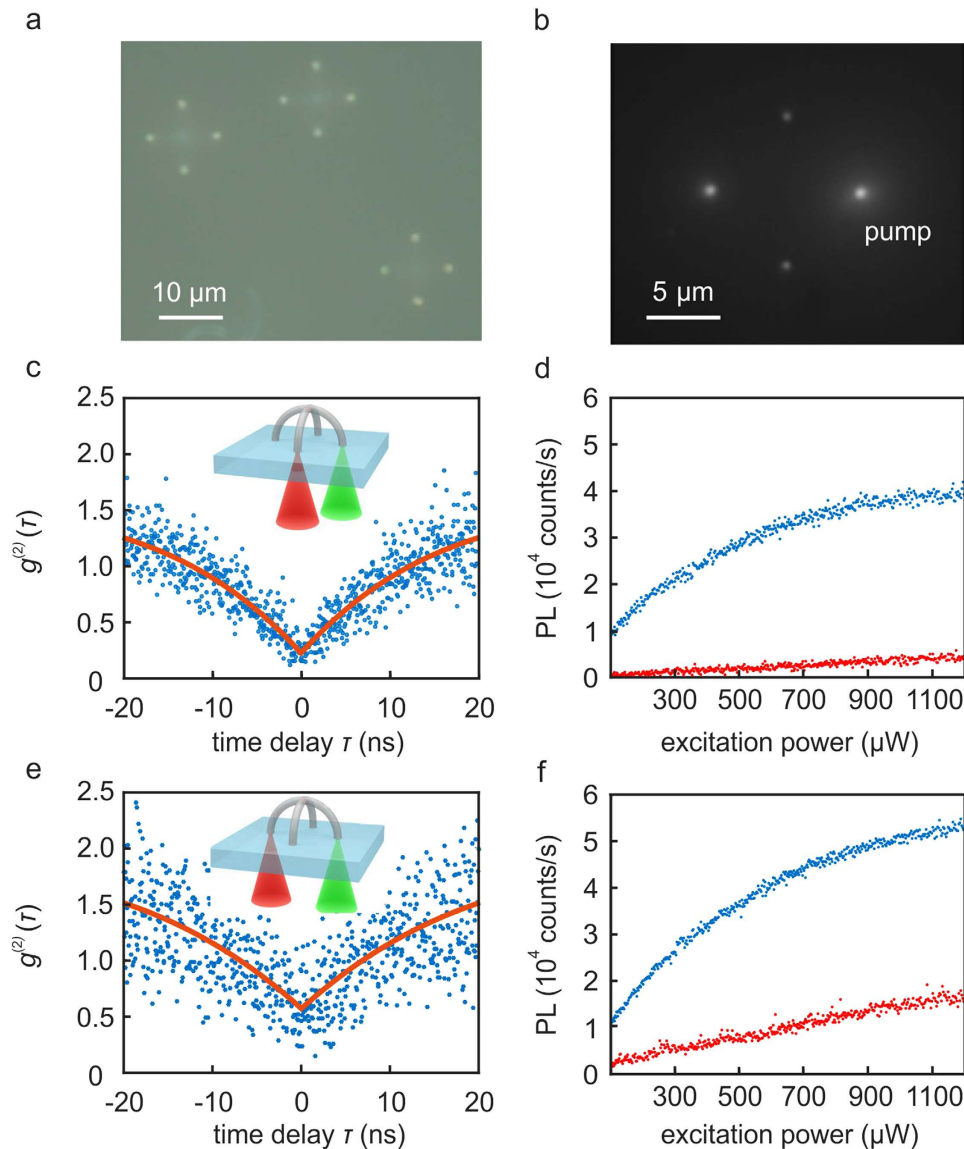 a
b
10 µm
pump
5 µm
c
d
2.5
2.0
1.5
1.0
0.5
0
g⁽²⁾(τ)
-20 -10 0 10 20
time delay τ (ns)
6
5
4
3
2
1
0
PL (10⁴ counts/s)
300 500 700 900 1100
excitation power (µW)
e
f
2.5
2.0
1.5
1.0
0.5
0
g⁽²⁾(τ)
-20 -10 0 10 20
time delay τ (ns)
6
5
4
3
2
1
0
PL (10⁴ counts/s)
300 500 700 900 1100
excitation power (µW)